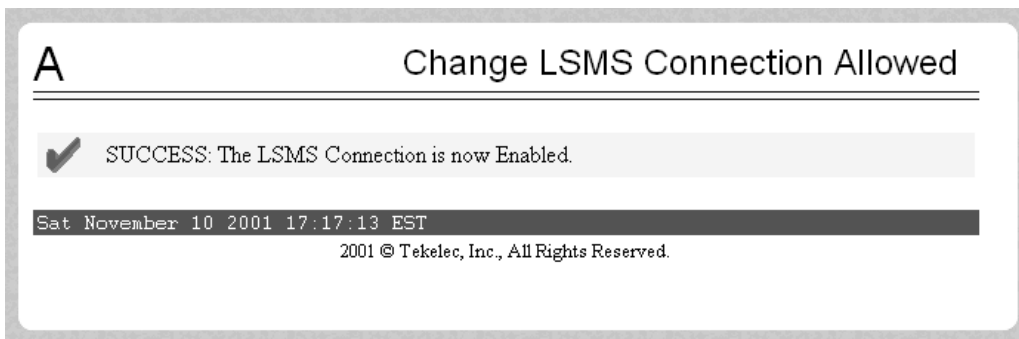 A
Change LSMS Connection Allowed
SUCCESS: The LSMS Connection is now Enabled.
Sat November 10 2001 17:17:13 EST
2001 © Tekelec, Inc., All Rights Reserved.